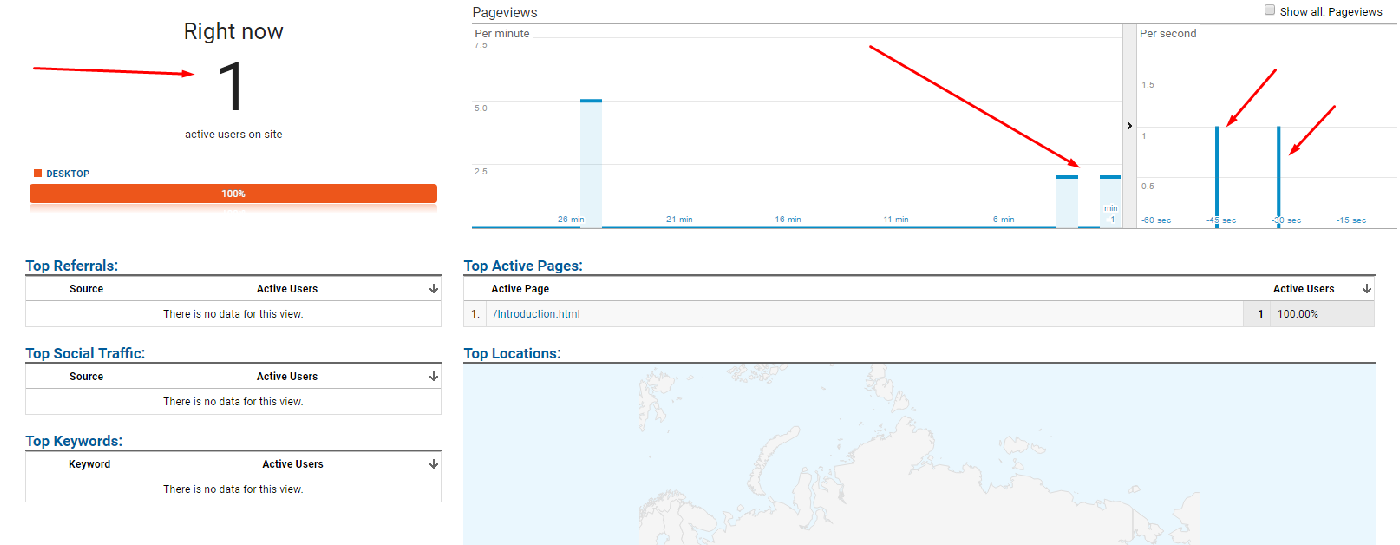 Right now
1
active users on site
DESKTOP
100%
Pageviews
Show all: Pageviews
Per minute
7.5
5.0
2.5
26 min
21 min
16 min
11 min
6 min
min
1
Per second
1.5
1
0.5
-60 sec
-45 sec
-30 sec
-15 sec
Top Referrals:
Source Active Users
There is no data for this view.
Top Social Traffic:
Source Active Users
There is no data for this view.
Top Keywords:
Keyword Active Users
There is no data for this view.
Top Active Pages:
Active Page Active Users
1. /Introduction.html 1 100.00%
Top Locations: